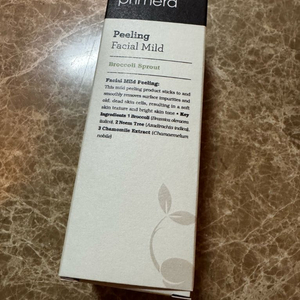 primera
Peeling
Facial Mild
Broccoli Sprout
Facial Mild Peeling:
This mild peeling product sticks to and
smoothly removes surface impurities and
old, dead skin cells, resulting in a soft
skin texture and bright skin tone • Key
Ingredients 1 Broccoli (Brassica oleracea
italica), 2 Neem Tree (Azadirachta indica),
3 Chamomile Extract (Chamaemelum
nobile)